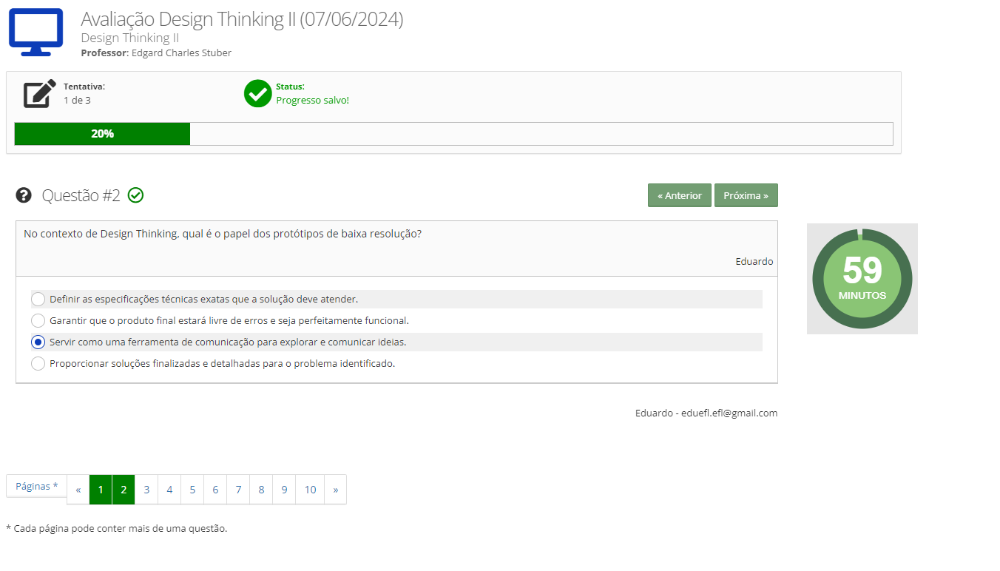 Avaliação Design Thinking II (07/06/2024)
Design Thinking II
Professor: Edgard Charles Stuber
Tentativa:
1 de 3
Status:
Progresso salvo!
20%
? Questão #2
« Anterior
Próxima »
No contexto de Design Thinking, qual é o papel dos protótipos de baixa resolução?
Eduardo
Definir as especificações técnicas exatas que a solução deve atender.
Garantir que o produto final estará livre de erros e seja perfeitamente funcional.
Servir como uma ferramenta de comunicação para explorar e comunicar ideias.
Proporcionar soluções finalizadas e detalhadas para o problema identificado.
59
MINUTOS
Eduardo - eduefl.efl@gmail.com
Páginas * « 1 2 3 4 5 6 7 8 9 10 »
* Cada página pode conter mais de uma questão.